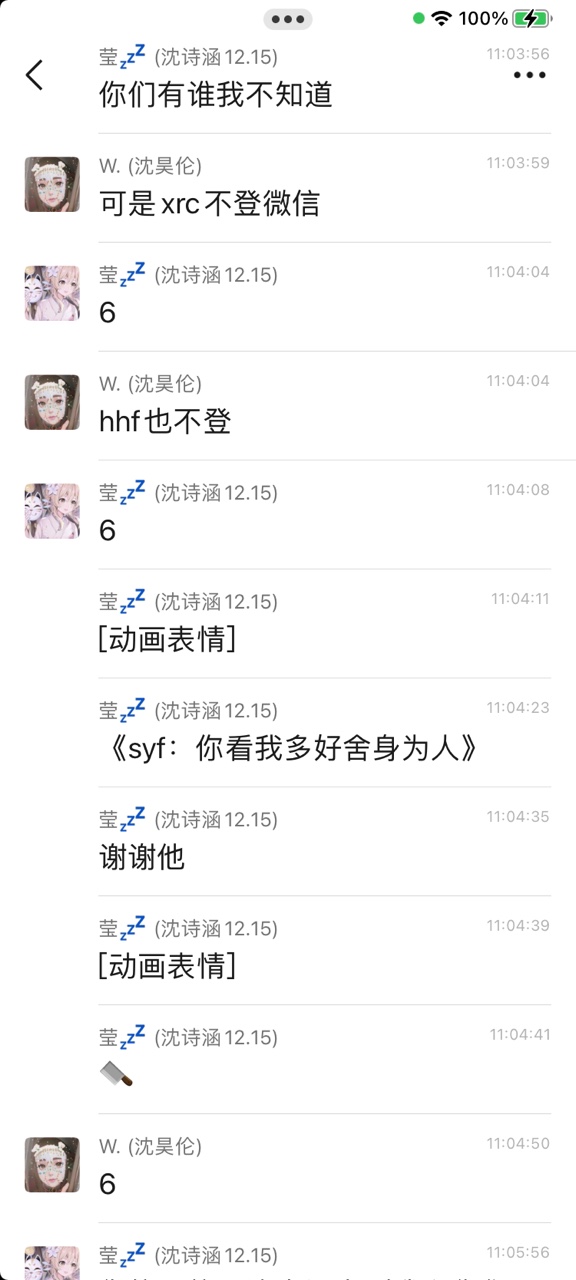 100%
莹💤 (沈诗涵12.15)
11:03:56
你们有谁我不知道
W. (沈昊伦)
11:03:59
可是xrc不登微信
莹💤 (沈诗涵12.15)
11:04:04
6
W. (沈昊伦)
11:04:04
hhf也不登
莹💤 (沈诗涵12.15)
11:04:08
6
莹💤 (沈诗涵12.15)
11:04:11
[动画表情]
莹💤 (沈诗涵12.15)
11:04:23
《syf：你看我多好舍身为人》
莹💤 (沈诗涵12.15)
11:04:35
谢谢他
莹💤 (沈诗涵12.15)
11:04:39
[动画表情]
莹💤 (沈诗涵12.15)
11:04:41
🔪
W. (沈昊伦)
11:04:50
6
莹💤 (沈诗涵12.15)
11:05:56